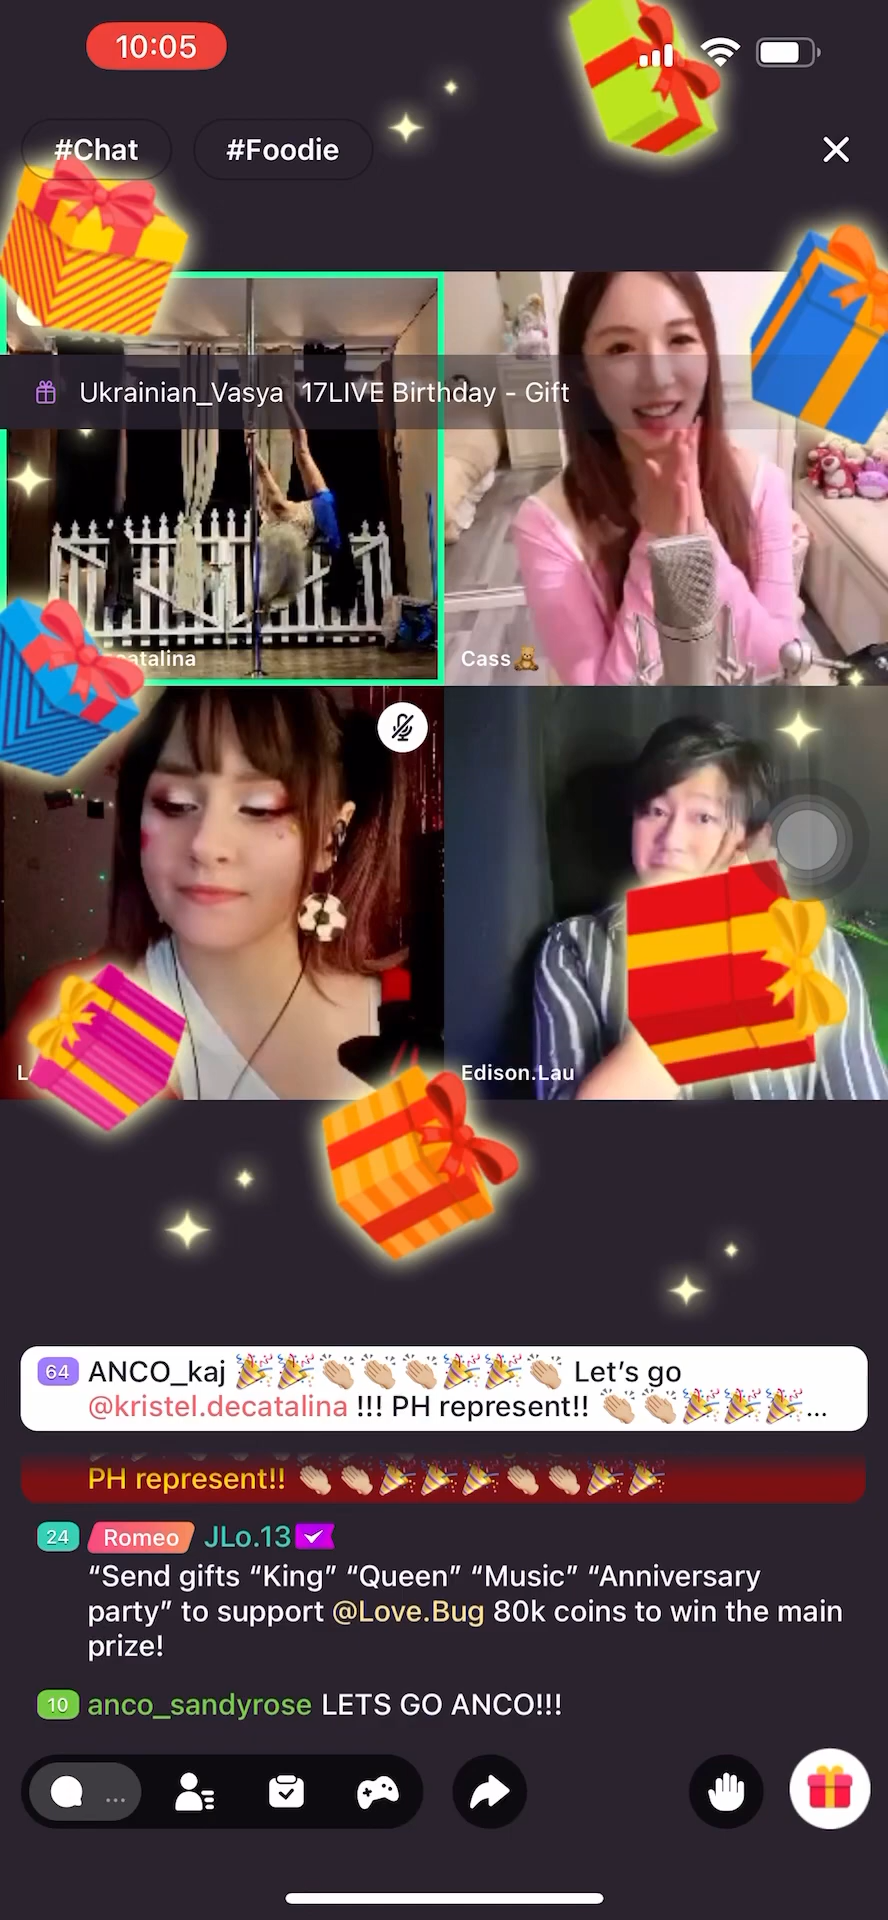 10:05
#Chat #Foodie
Ukrainian_Vasya 17LIVE Birthday - Gift
catalina
Cass🧸
L
Edison.Lau
64 ANCO_kaj 🎉🎉👏🏼👏🏼👏🏼🎉🎉👏🏼 Let’s go
@kristel.decatalina !!! PH represent!! 👏🏼👏🏼🎉🎉🎉...
PH represent!! 👏🏼👏🏼🎉🎉🎉👏🏼👏🏼🎉🎉
24 Romeo JLo.13
“Send gifts “King” “Queen” “Music” “Anniversary
party” to support @Love.Bug 80k coins to win the main
prize!
10 anco_sandyrose LETS GO ANCO!!!
...